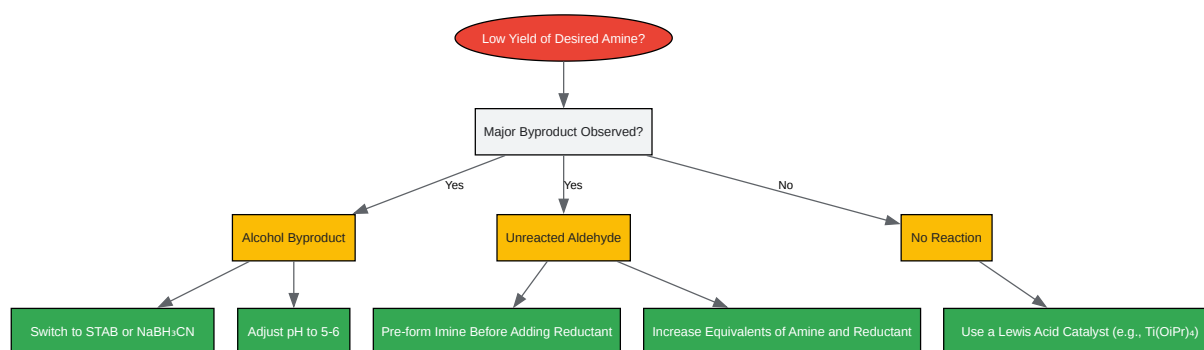 Low Yield of Desired Amine?
Major Byproduct Observed?
Yes
Yes
No
Alcohol Byproduct
Unreacted Aldehyde
No Reaction
Switch to STAB or NaBH₃CN
Adjust pH to 5-6
Pre-form Imine Before Adding Reductant
Increase Equivalents of Amine and Reductant
Use a Lewis Acid Catalyst (e.g., Ti(OiPr)₄)